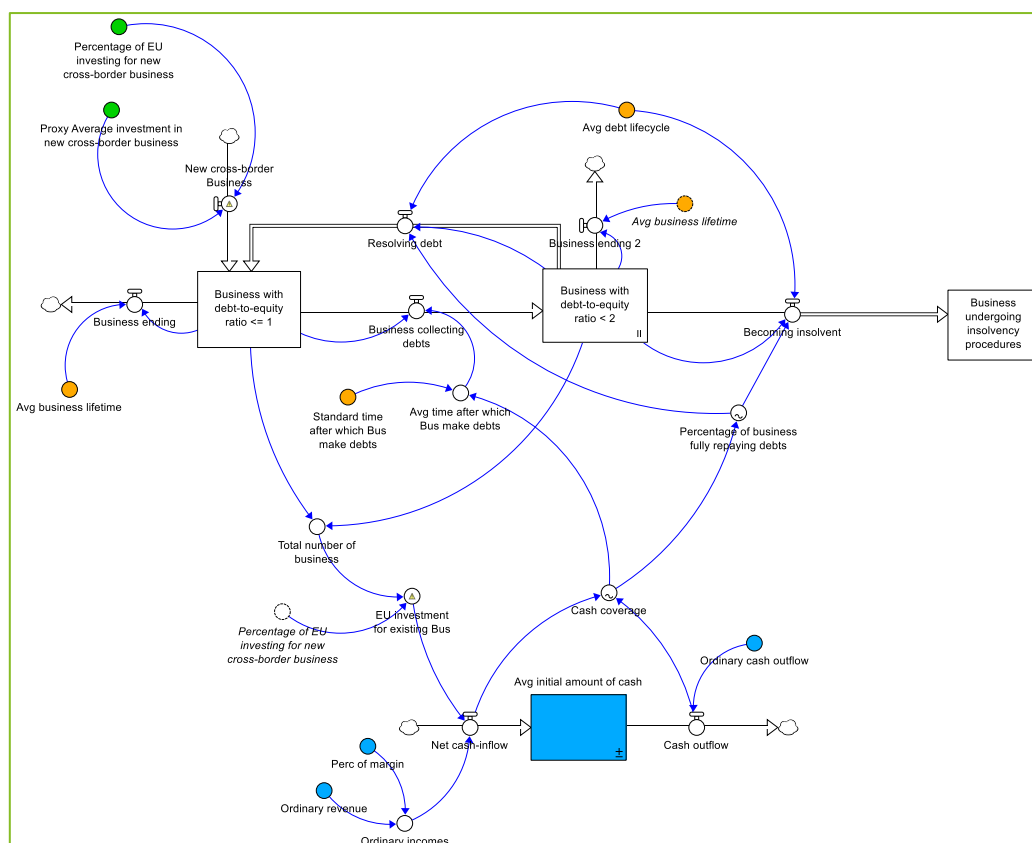 Percentage of EU
investing for new
cross-border business
Proxy Average investment in
new cross-border business
Avg debt lifecycle
New cross-border
Business
Avg business lifetime
Resolving debt
Business ending 2
Business with
debt-to-equity
ratio <= 1
Business with
debt-to-equity
ratio < 2
Business
undergoing
insolvency
procedures
Business ending
Business collecting
debts
Becoming insolvent
Avg business lifetime
Standard time
after which Bus
make debts
Avg time after which
Bus make debts
Percentage of business
fully repaying debts
Total number of
business
EU investment
for existing Bus
Cash coverage
Percentage of EU
investing for new
cross-border business
Ordinary cash outflow
Avg initial amount of cash
Net cash-inflow
Cash outflow
±
Perc of margin
Ordinary revenue
Ordinary incomes